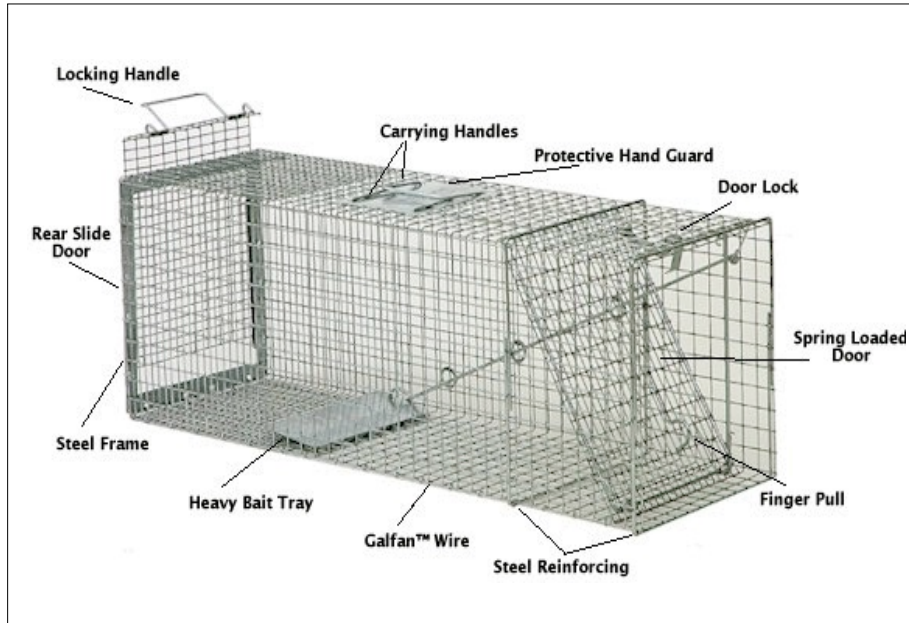 Locking Handle
Carrying Handles
Protective Hand Guard
Door Lock
Rear Slide
Door
Spring Loaded
Door
Steel Frame
Heavy Bait Tray
Finger Pull
Galfan™ Wire
Steel Reinforcing